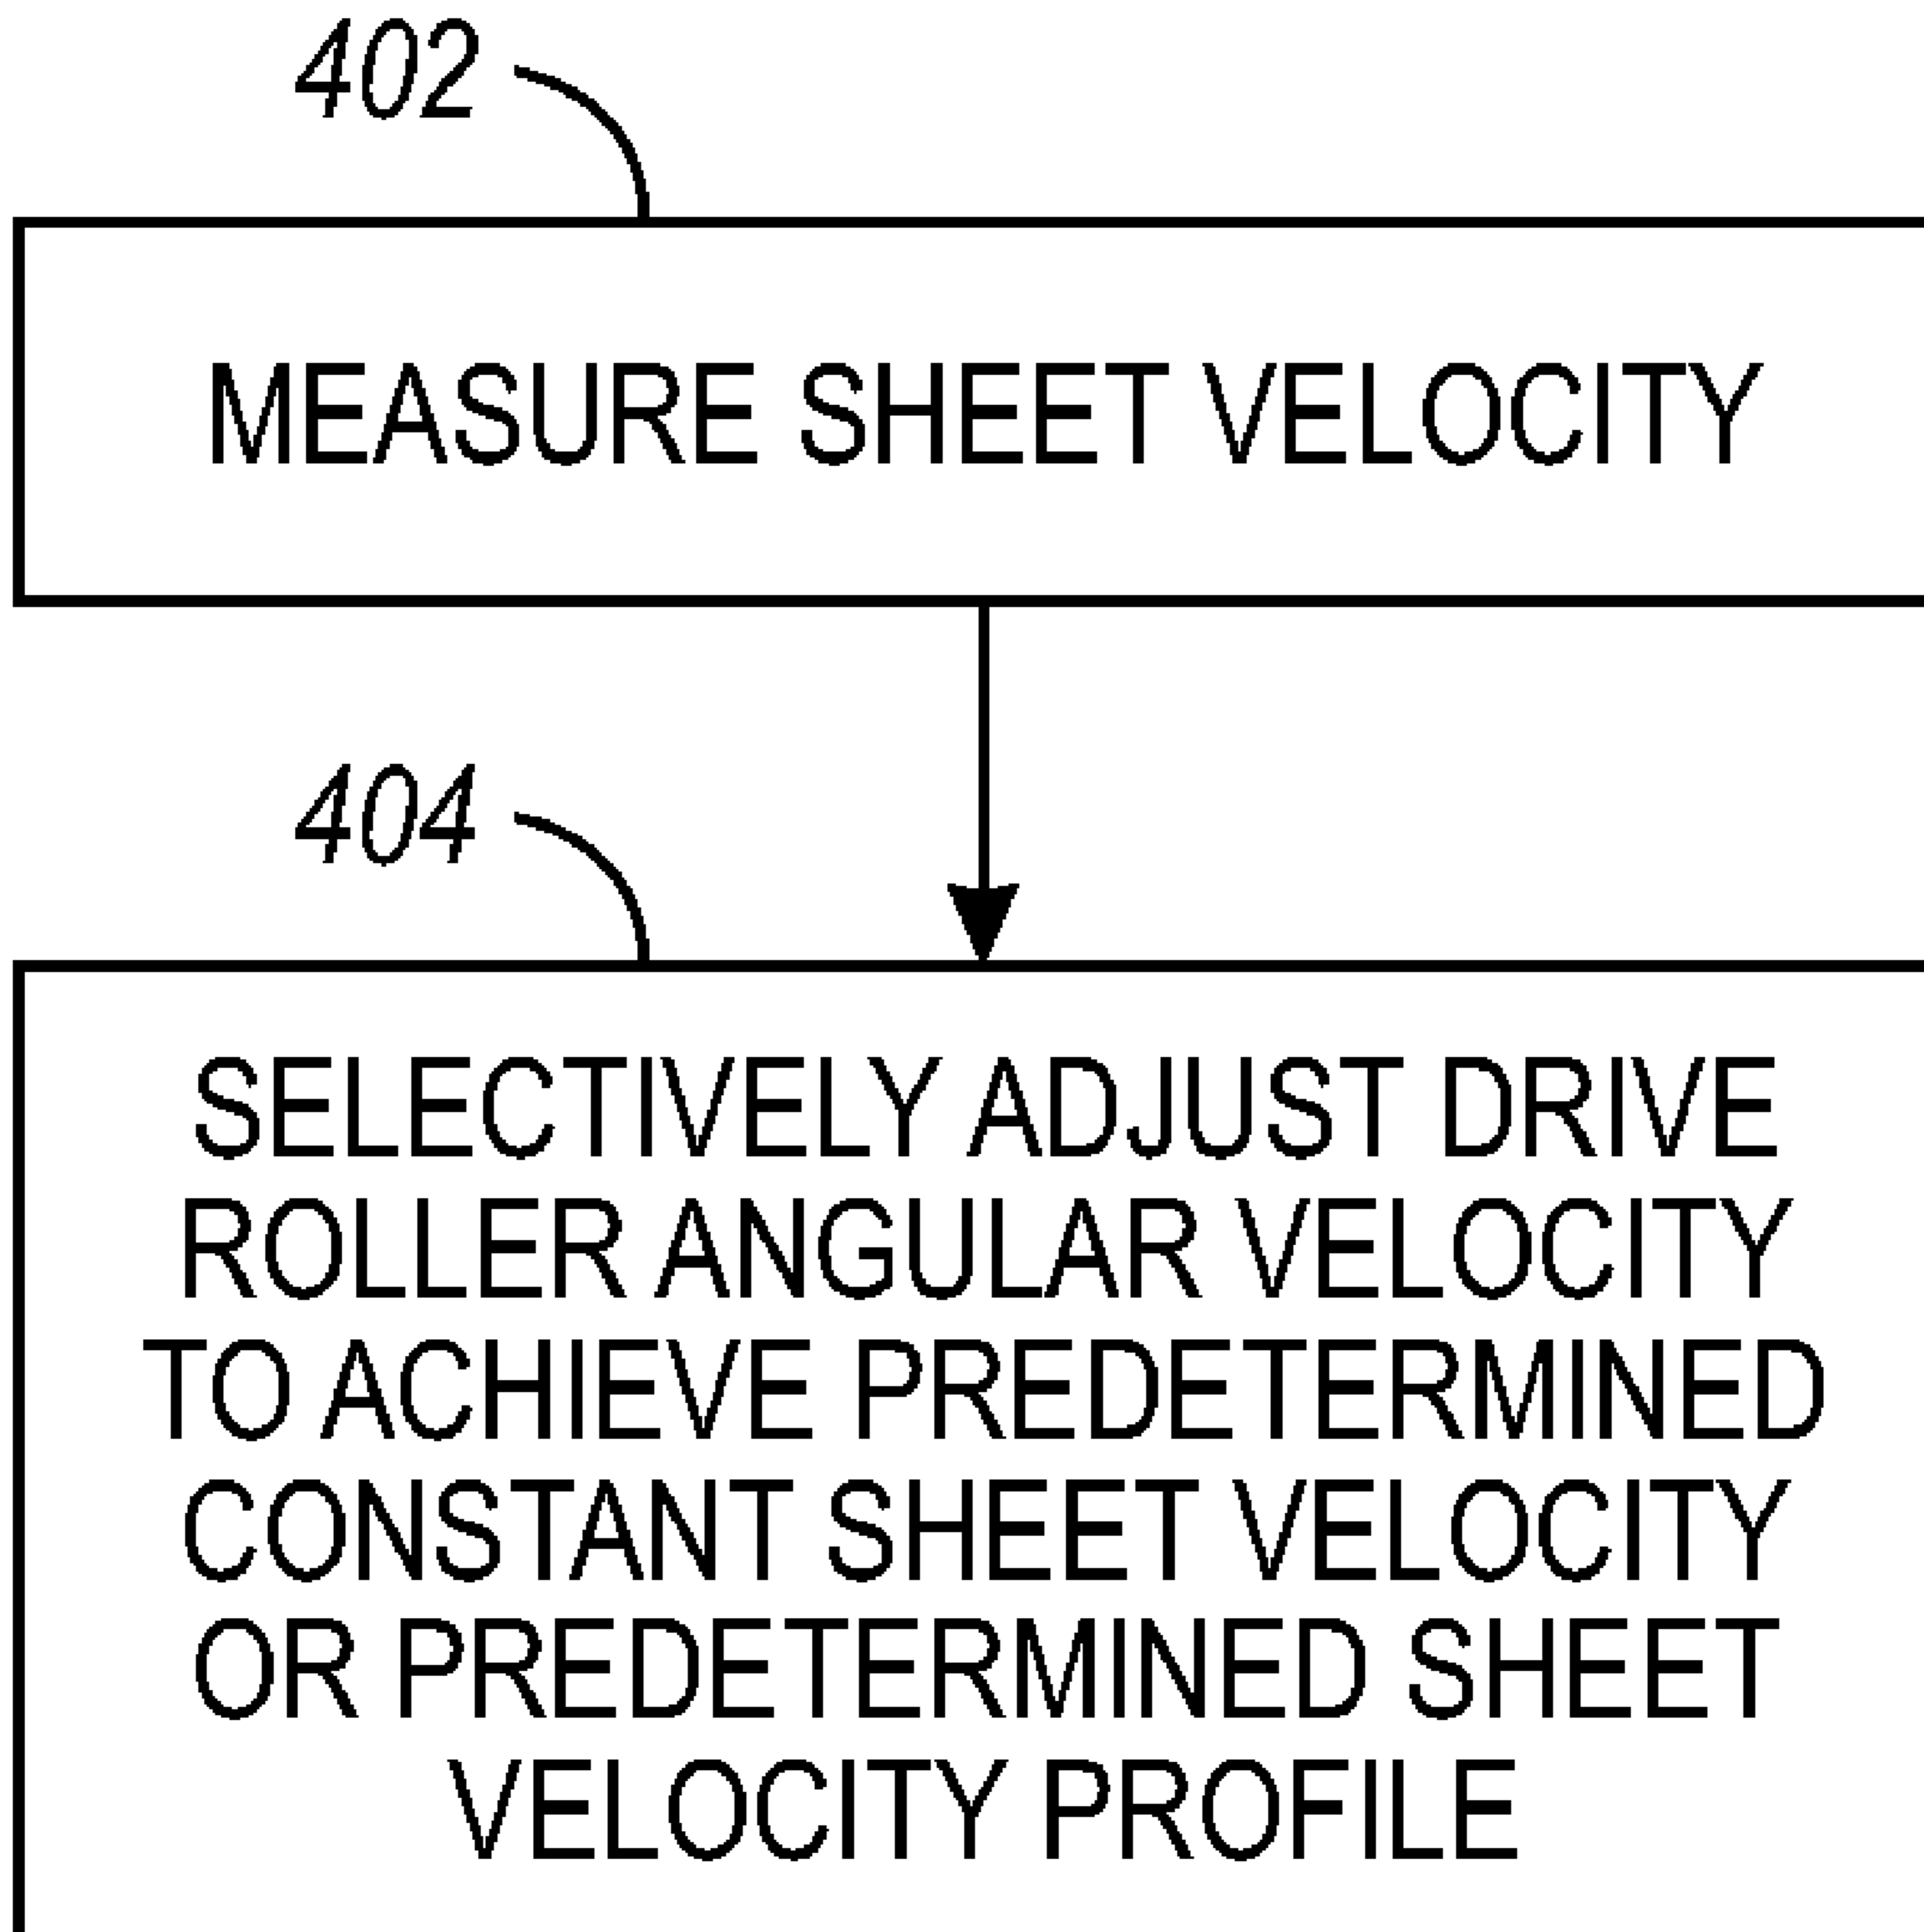 402
MEASURE SHEET VELOCITY
404
SELECTIVELY ADJUST DRIVE
ROLLER ANGULAR VELOCITY
TO ACHIEVE PREDETERMINED
CONSTANT SHEET VELOCITY
OR PREDETERMINED SHEET
VELOCITY PROFILE